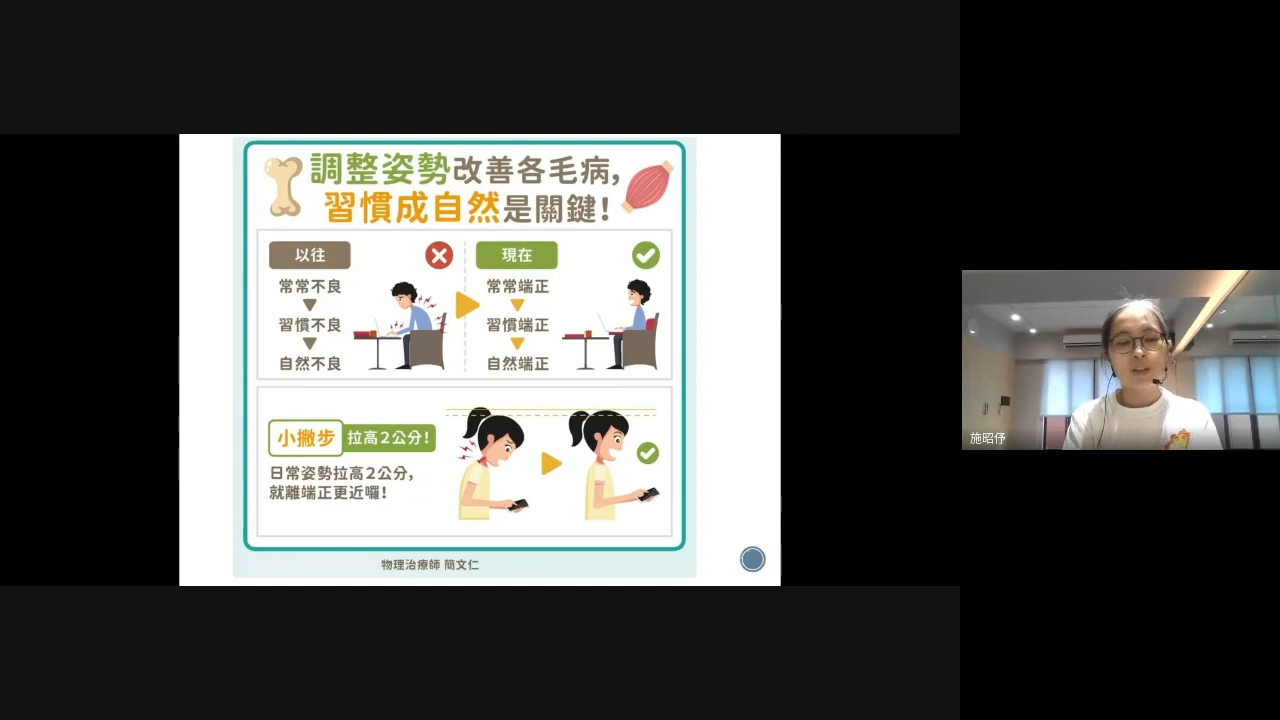 調整姿勢改善各毛病,
習慣成自然是關鍵!
以往
常常不良
習慣不良
自然不良
現在
常常端正
習慣端正
自然端正
小撇步 拉高2公分!
日常姿勢拉高2公分,
就離端正更近囉!
物理治療師 簡文仁
施昭伃